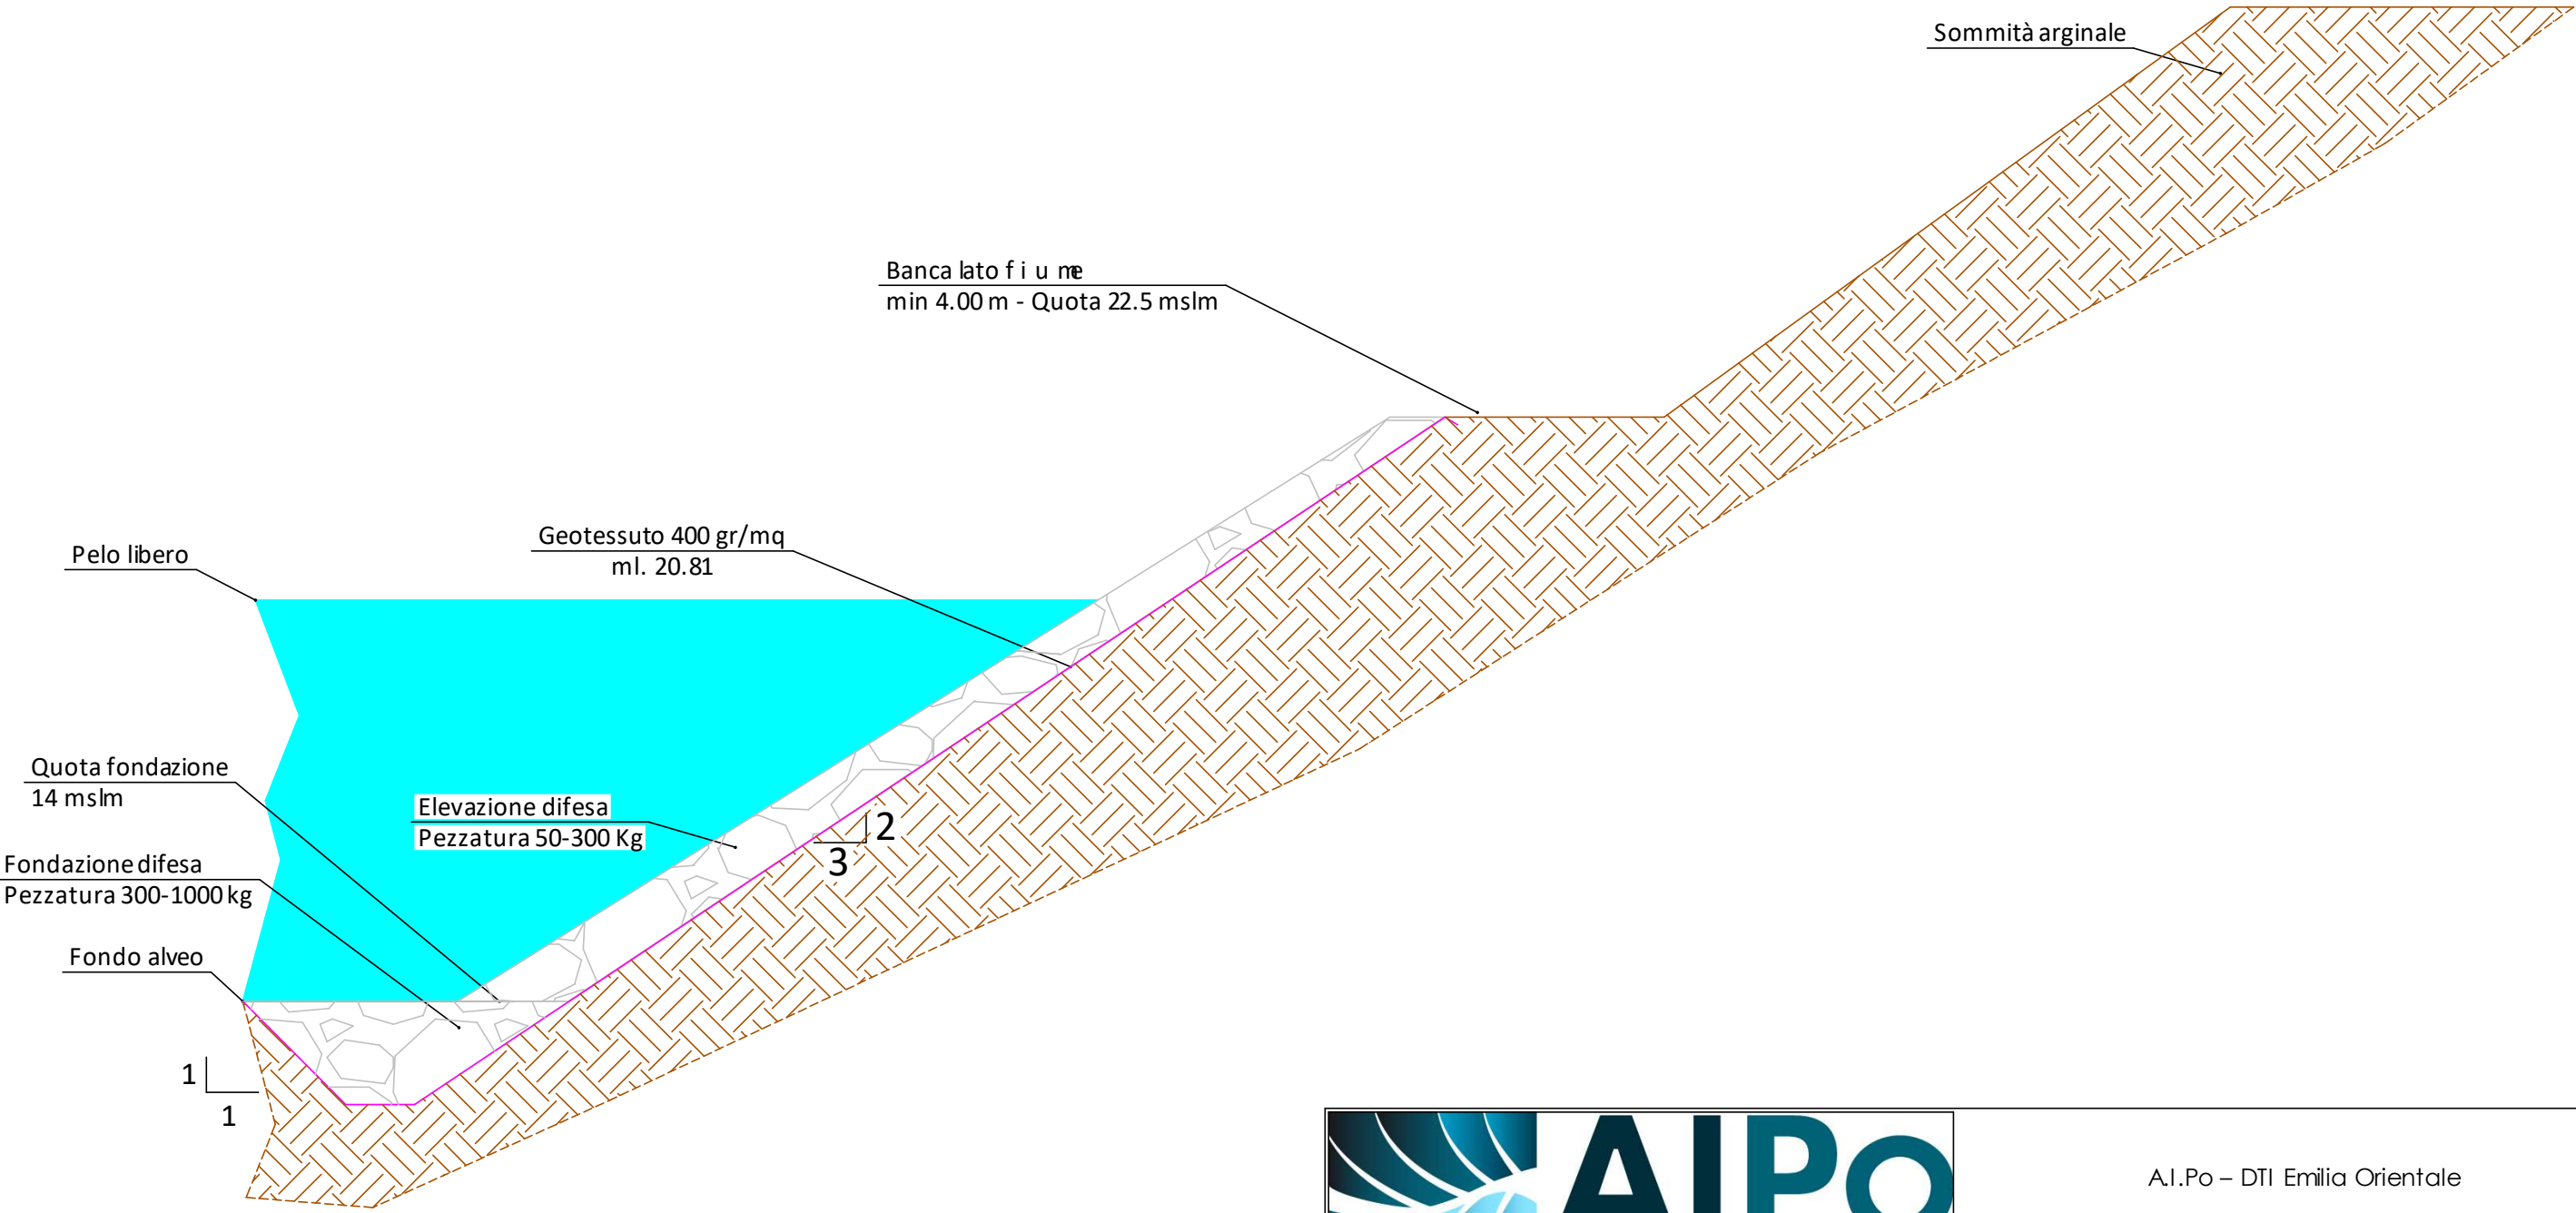 Sommità arginale
Banca lato fiume
min 4.00 m - Quota 22.5 mslm
Geotessuto 400 gr/mq
ml. 20.81
Pelo libero
Quota fondazione
14 mslm
Elevazione difesa
Pezzatura 50-300 Kg
2
3
Fondazione difesa
Pezzatura 300-1000 kg
Fondo alveo
1
1
AIPo
A.I.Po – DTI Emilia Orientale